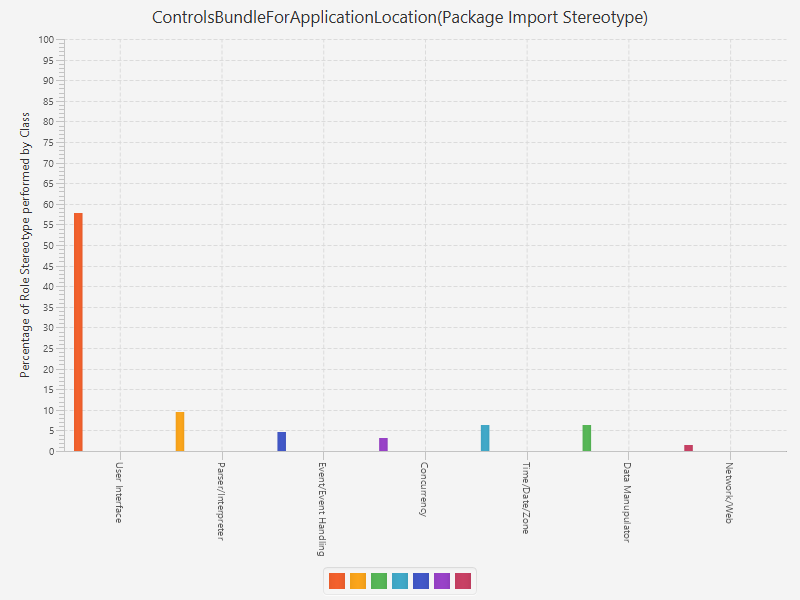 ControlsBundleForApplicationLocation(Package Import Stereotype)
Percentage of Role Stereotype performed by Class
100
95
90
85
80
75
70
65
60
55
50
45
40
35
30
25
20
15
10
5
0
User Interface
Parser/Interpreter
Event/Event Handling
Concurrency
Time/Date/Zone
Data Manupulator
Network/Web